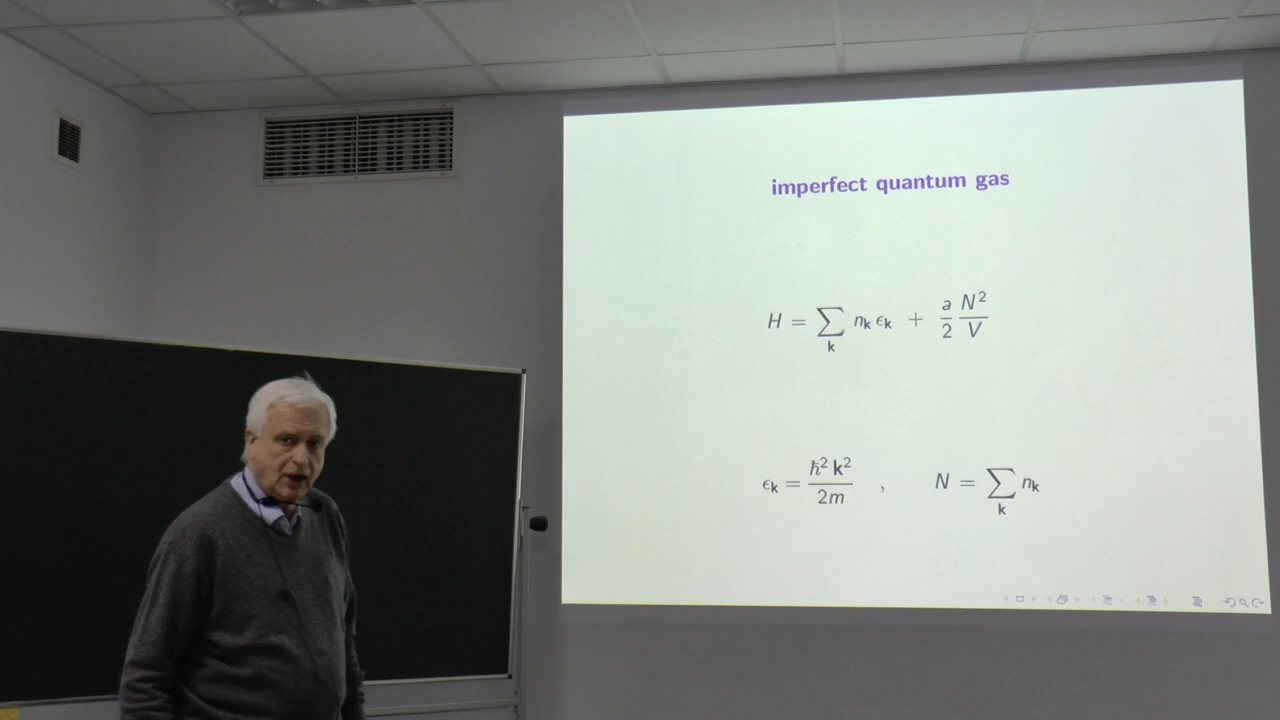 imperfect quantum gas
H = ∑_𝐤 n_𝐤 ϵ_𝐤 + a/2 N²/V
ϵ_𝐤 = ℏ² 𝐤²/2m , N = ∑_𝐤 n_𝐤